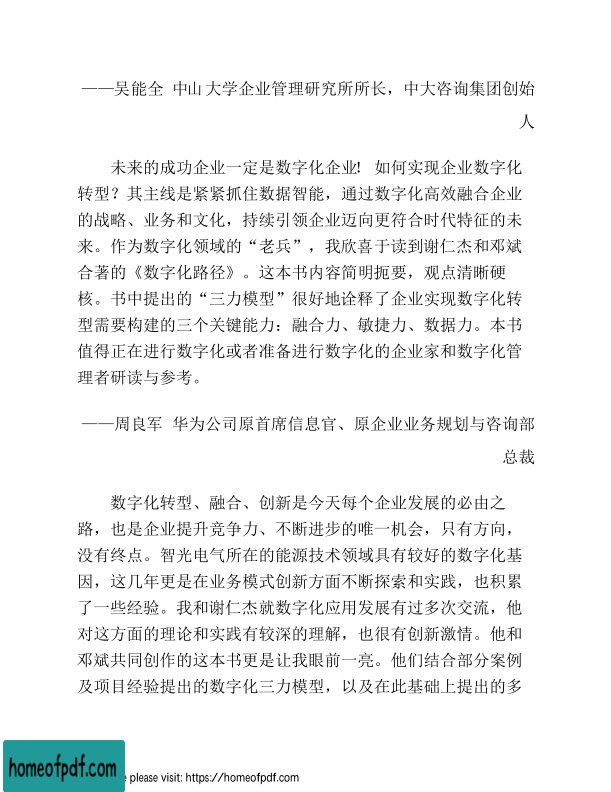 ——吴能全 中山大学企业管理研究所所长，中大咨询集团创始
人
未来的成功企业一定是数字化企业! 如何实现企业数字化
转型？其主线是紧紧抓住数据智能，通过数字化高效融合企业
的战略、业务和文化，持续引领企业迈向更符合时代特征的未
来。作为数字化领域的“老兵”，我欣喜于读到谢仁杰和邓斌
合著的《数字化路径》。这本书内容简明扼要，观点清晰硬
核。书中提出的“三力模型”很好地诠释了企业实现数字化转
型需要构建的三个关键能力：融合力、敏捷力、数据力。本书
值得正在进行数字化或者准备进行数字化的企业家和数字化管
理者研读与参考。
——周良军 华为公司原首席信息官、原企业业务规划与咨询部
总裁
数字化转型、融合、创新是今天每个企业发展的必由之
路，也是企业提升竞争力、不断进步的唯一机会，只有方向，
没有终点。智光电气所在的能源技术领域具有较好的数字化基
因，这几年更是在业务模式创新方面不断探索和实践，也积累
了一些经验。我和谢仁杰就数字化应用发展有过多次交流，他
对这方面的理论和实践有较深的理解，也很有创新激情。他和
邓斌共同创作的这本书更是让我眼前一亮。他们结合部分案例
及项目经验提出的数字化三力模型，以及在此基础上提出的多
homeofpdf.com
e please visit: https://homeofpdf.com